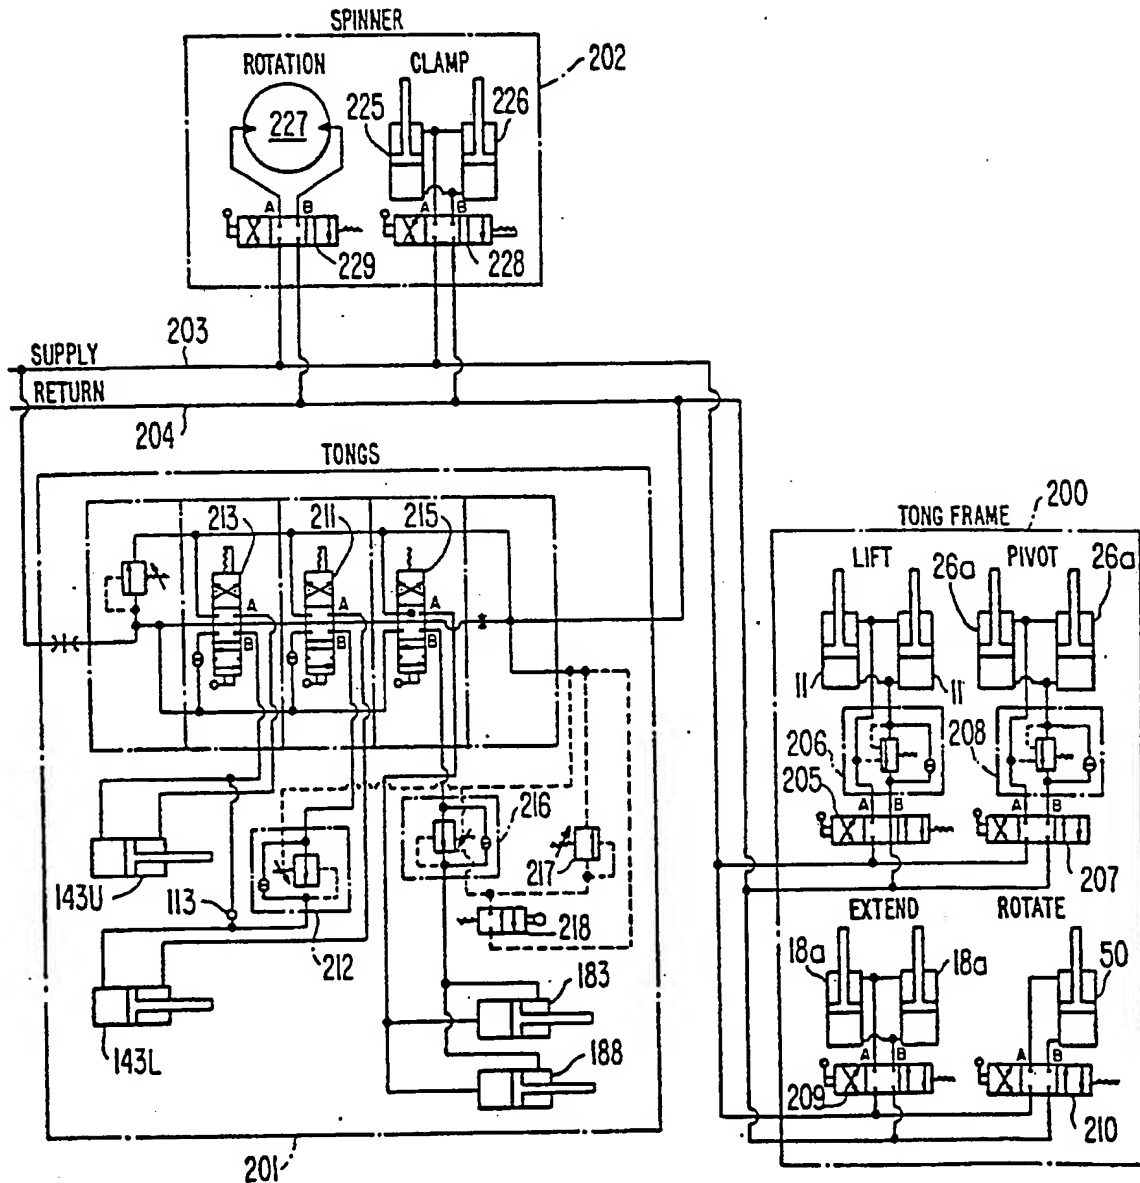 SPINNER
ROTATION
CLAMP
202
225
226
227
A
B
A
B
229
228
203
SUPPLY
RETURN
204
TONGS
200
TONG FRAME
213
211
215
LIFT
PIVOT
26a
26a
A
B
A
B
A
B
11
11
206
208
205
A
B
A
B
216
217
207
143U
113
218
EXTEND
ROTATE
212
18a
18a
50
183
143L
188
A
B
A
B
209
210
201